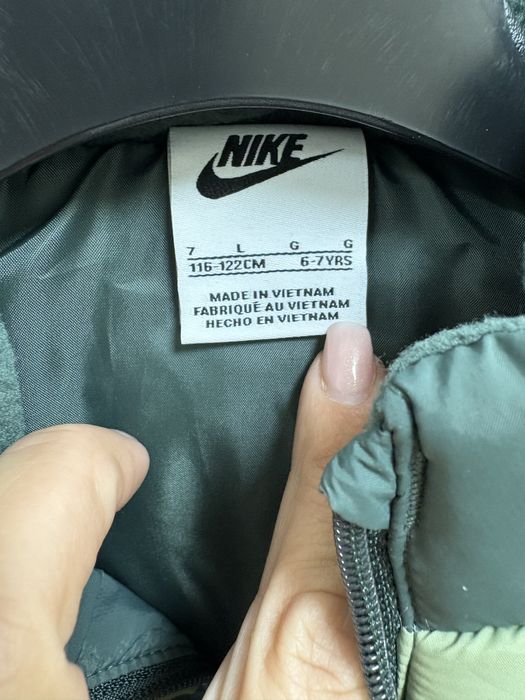 NIKE
7 L G G
116-122CM 6-7YRS
MADE IN VIETNAM
FABRIQUÉ AU VIETNAM
HECHO EN VIETNAM